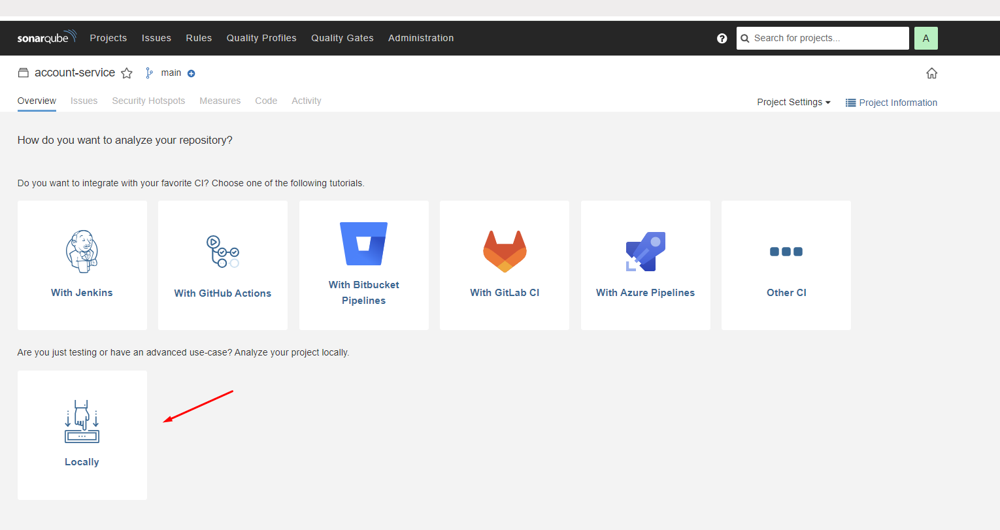 sonarqube Projects Issues Rules Quality Profiles Quality Gates Administration ? Search for projects... A
account-service main
Overview Issues Security Hotspots Measures Code Activity Project Settings Project Information
How do you want to analyze your repository?
Do you want to integrate with your favorite CI? Choose one of the following tutorials.
With Jenkins
With GitHub Actions
With Bitbucket
Pipelines
With GitLab CI
With Azure Pipelines
Other CI
Are you just testing or have an advanced use-case? Analyze your project locally.
Locally